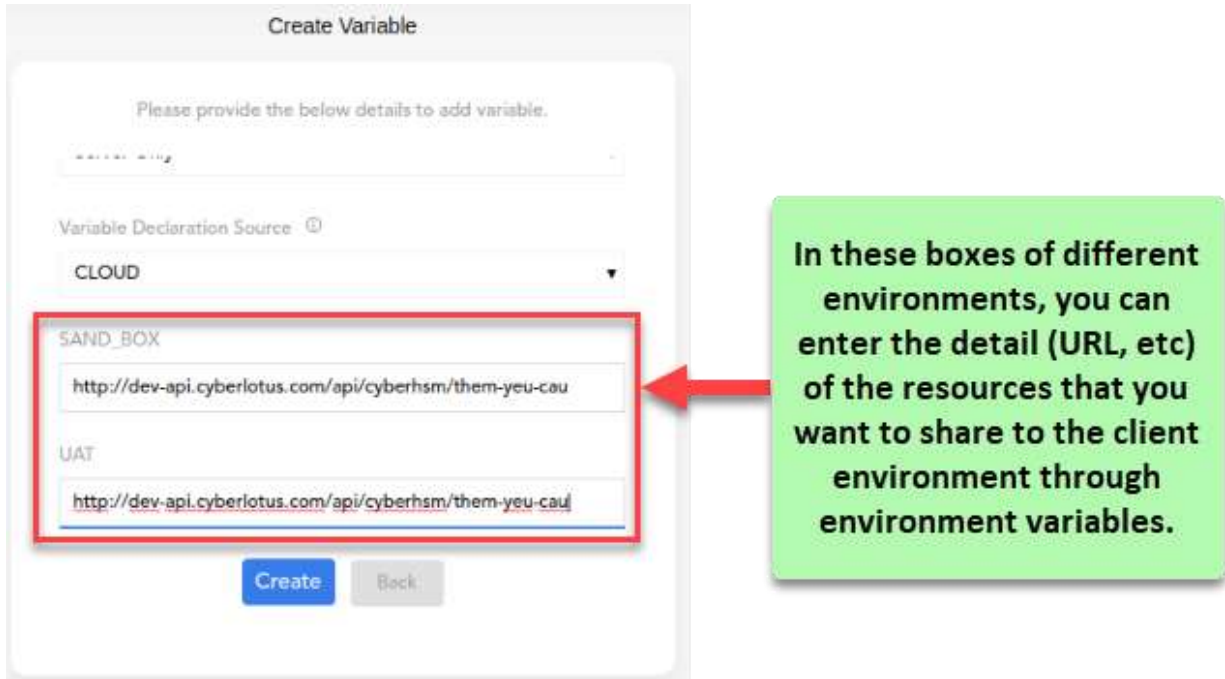 Create Variable
Please provide the below details to add variable.
Server Only
Variable Declaration Source
CLOUD
SAND_BOX
http://dev-api.cyberlotus.com/api/cyberhsm/them-yeu-cau
UAT
http://dev-api.cyberlotus.com/api/cyberhsm/them-yeu-cau
Create Back
In these boxes of different
environments, you can
enter the detail (URL, etc)
of the resources that you
want to share to the client
environment through
environment variables.